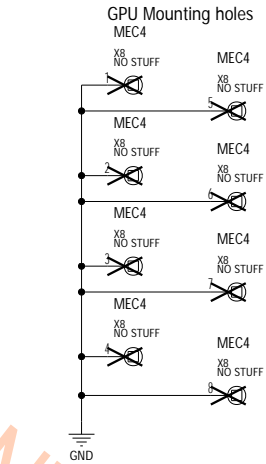 GPU Mounting holes
MEC4
X8
NO STUFF
1
MEC4
X8
NO STUFF
5
MEC4
X8
NO STUFF
2
MEC4
X8
NO STUFF
6
MEC4
X8
NO STUFF
3
MEC4
X8
NO STUFF
7
MEC4
X8
NO STUFF
4
MEC4
X8
NO STUFF
8
GND